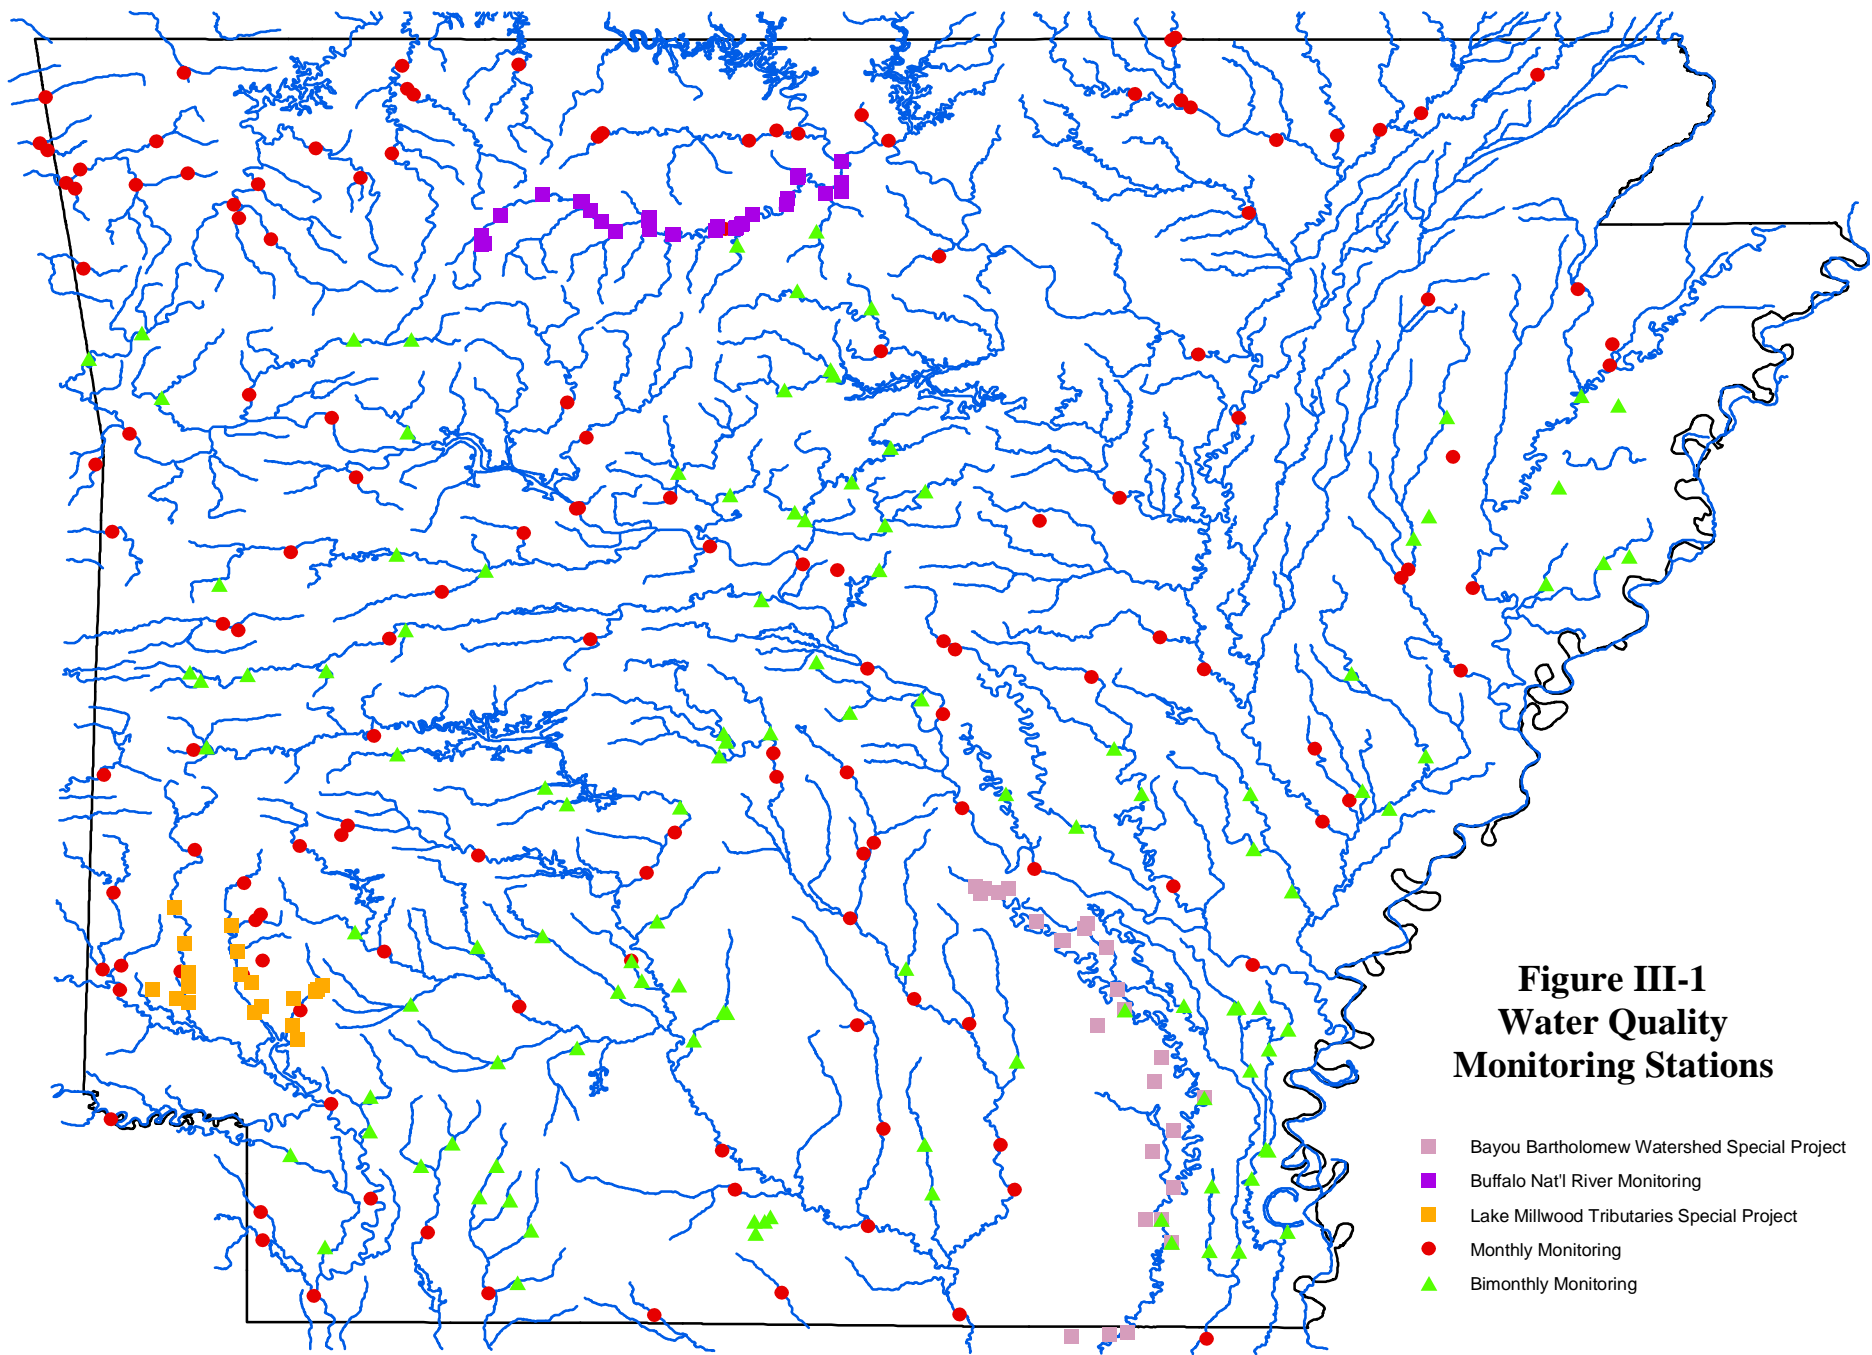 Figure III-1
Water Quality
Monitoring Stations
Bayou Bartholomew Watershed Special Project
Buffalo Nat'l River Monitoring
Lake Millwood Tributaries Special Project
Monthly Monitoring
Bimonthly Monitoring